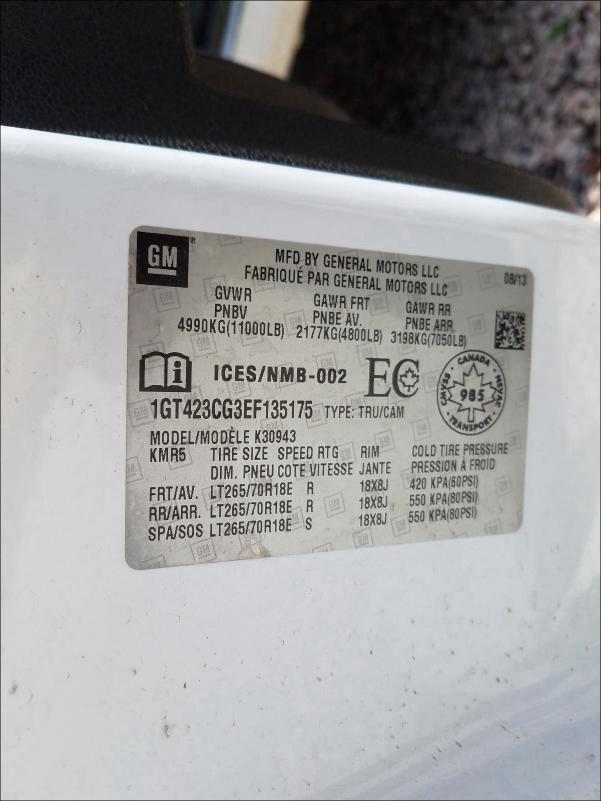 GM
MFD BY GENERAL MOTORS LLC
FABRIQUÉ PAR GENERAL MOTORS LLC
08/13
GVWR GAWR FRT GAWR RR
PNBV PNBE AV. PNBE ARR.
4990KG(11000LB) 2177KG(4800LB) 3198KG(7050LB)
i ICES/NMB-002 EC
CANADA
CMVSS NSVAC
985
TRANSPORT
1GT423CG3EF135175 TYPE: TRU/CAM
MODEL/MODÈLE K30943
KMR5 TIRE SIZE SPEED RTG RIM COLD TIRE PRESSURE
DIM. PNEU COTE VITESSE JANTE PRESSION À FROID
FRT/AV. LT265/70R18E R 18X8J 420 KPA(60PSI)
RR/ARR. LT265/70R18E R 18X8J 550 KPA(80PSI)
SPA/SOS LT265/70R18E S 18X8J 550 KPA(80PSI)